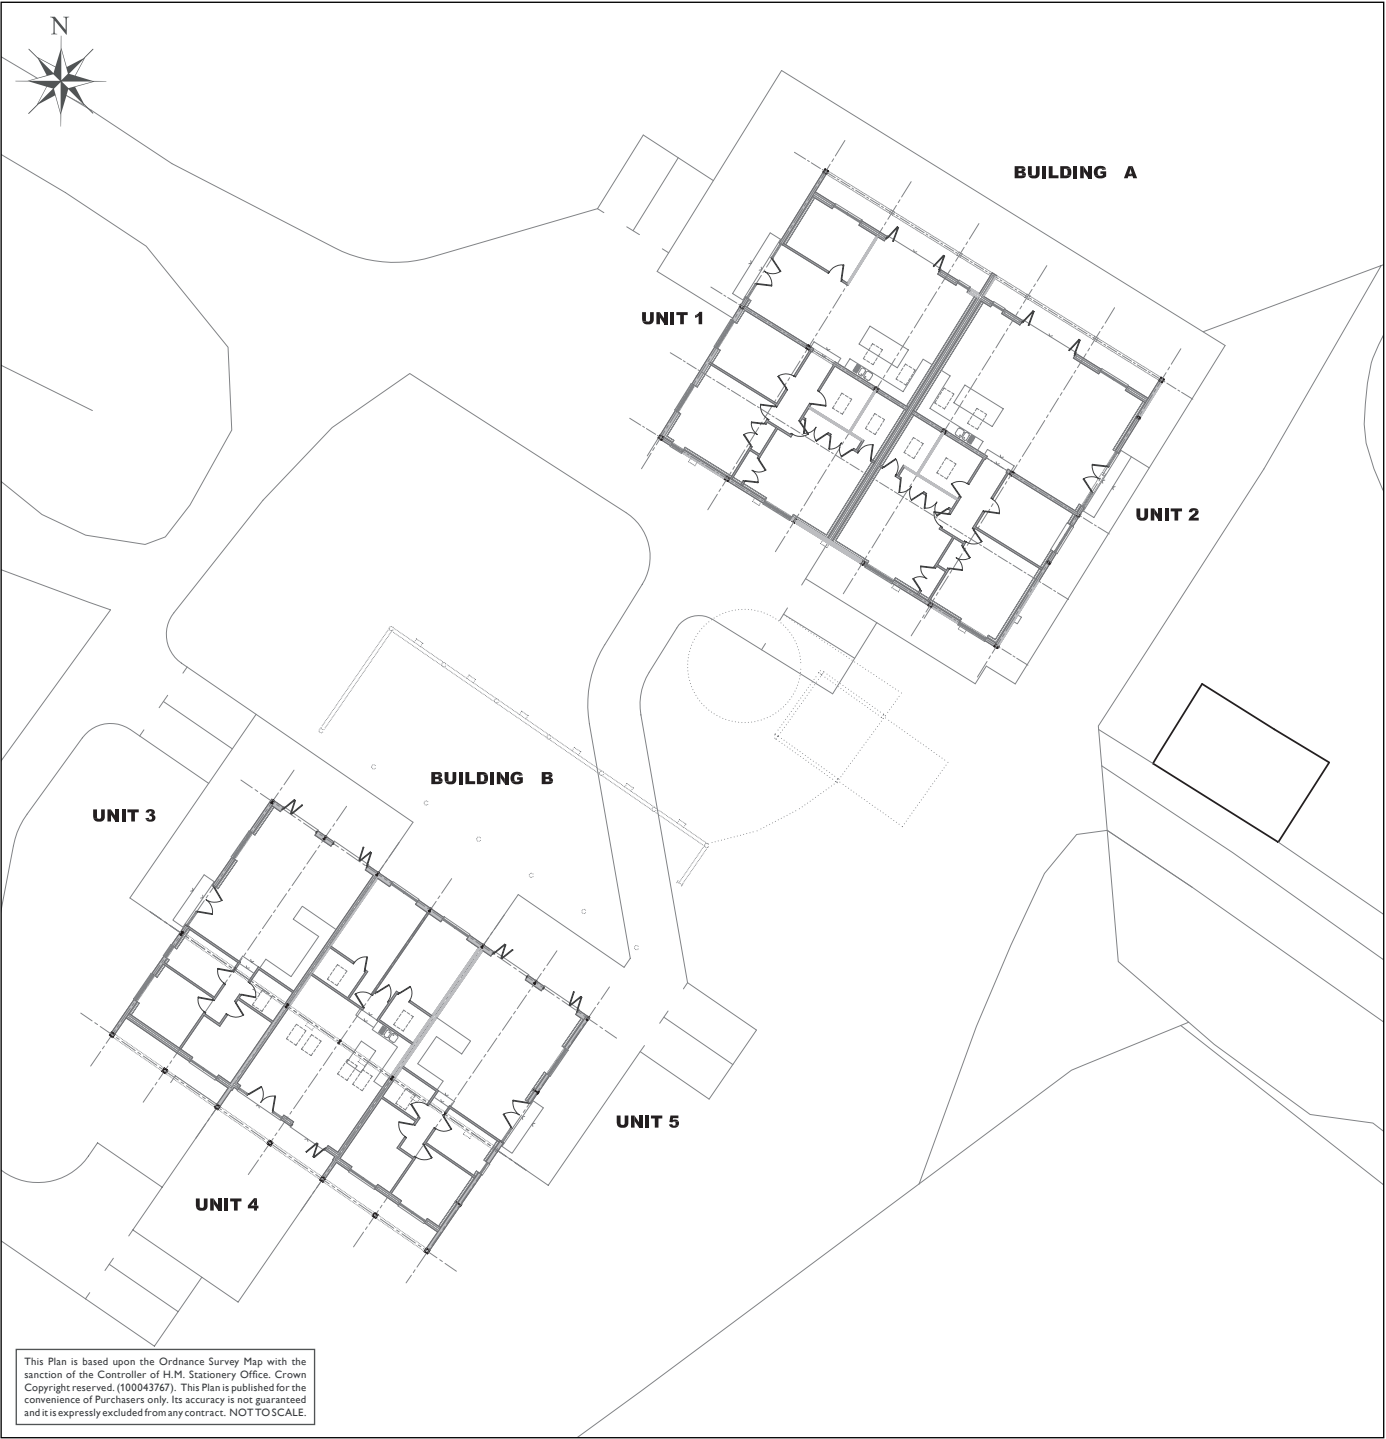 N
BUILDING A
UNIT 1
UNIT 2
BUILDING B
UNIT 3
UNIT 5
UNIT 4
This Plan is based upon the Ordnance Survey Map with the
sanction of the Controller of H.M. Stationery Office. Crown
Copyright reserved. (100043767). This Plan is published for the
convenience of Purchasers only. Its accuracy is not guaranteed
and it is expressly excluded from any contract. NOT TO SCALE.